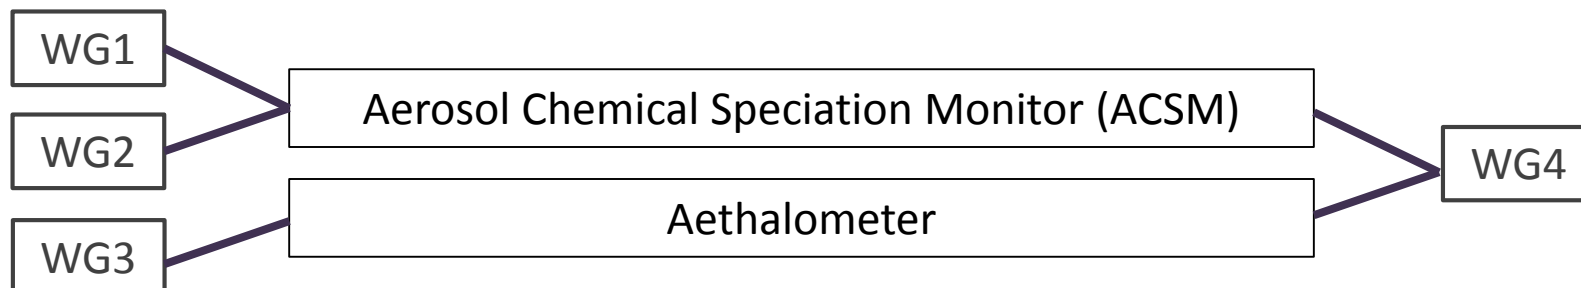 WG1
WG2
WG3
Aerosol Chemical Speciation Monitor (ACSM)
Aethalometer
WG4